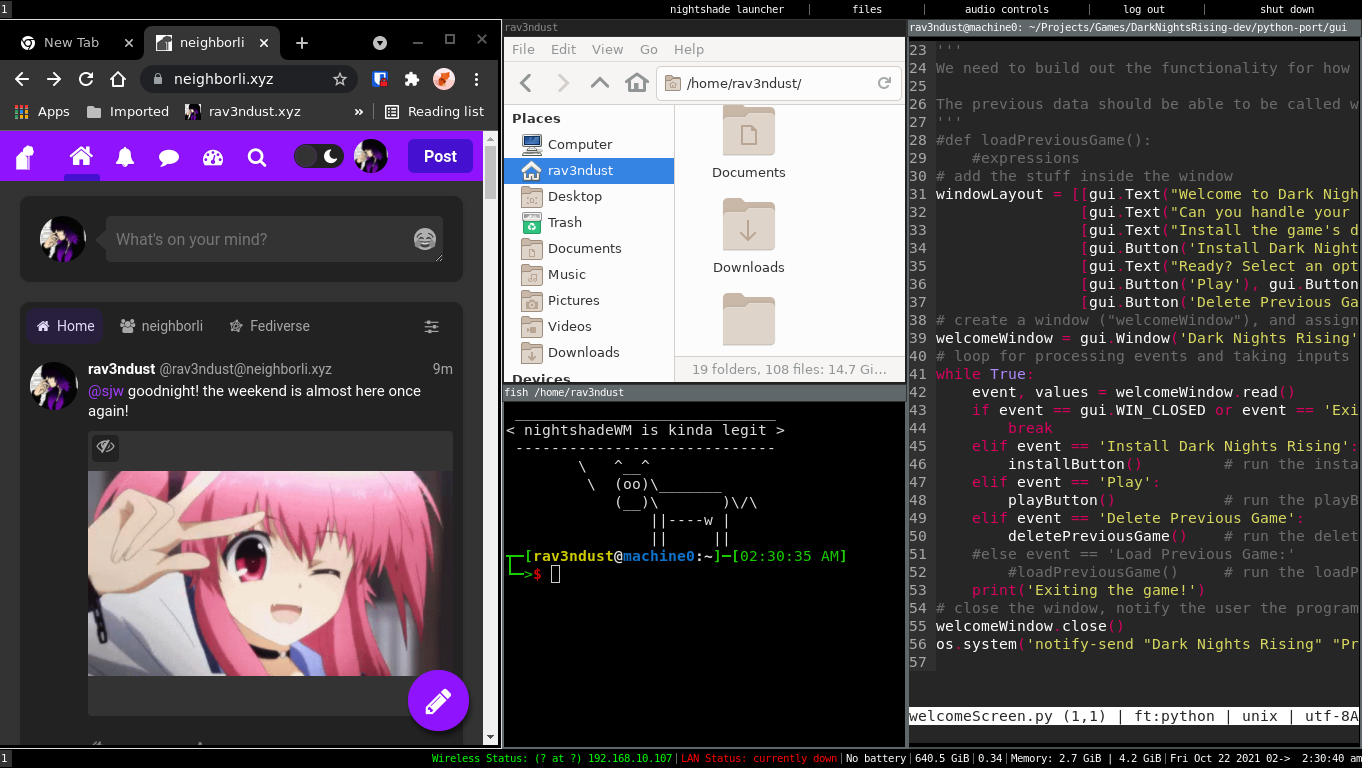 1 nightshade launcher | files | audio controls | log out | shut down
New Tab
neighborli
neighborli.xyz
Apps Imported rav3ndust.xyz » Reading list
Post
What's on your mind?
Home neighborli Fediverse
rav3ndust @rav3ndust@neighborli.xyz 9m
@sjw goodnight! the weekend is almost here once
again!
rav3ndust
File Edit View Go Help
/home/rav3ndust/
Places
Computer
rav3ndust
Desktop
Trash
Documents
Music
Pictures
Videos
Downloads
Devices
Documents
Downloads
19 folders, 108 files: 14.7 Gi…
fish /home/rav3ndust
____________________________
< nightshadeWM is kinda legit >
-----------------------------
\ ^__^
\ (oo)\_______
(__)\ )\/\
||----w |
|| ||
[rav3ndust@machine0:~]─[02:30:35 AM]
>$
rav3ndust@machine0: ~/Projects/Games/DarkNightsRising-dev/python-port/gui
23 '''
24 We need to build out the functionality for how
25
26 The previous data should be able to be called w
27 '''
28 #def loadPreviousGame():
29 #expressions
30 # add the stuff inside the window
31 windowLayout = [[gui.Text("Welcome to Dark Nigh
32 [gui.Text("Can you handle your
33 [gui.Text("Install the game's d
34 [gui.Button('Install Dark Night
35 [gui.Text("Ready? Select an opt
36 [gui.Button('Play'), gui.Button
37 [gui.Button('Delete Previous Ga
38 # create a window ("welcomeWindow"), and assign
39 welcomeWindow = gui.Window('Dark Nights Rising'
40 # loop for processing events and taking inputs
41 while True:
42 event, values = welcomeWindow.read()
43 if event == gui.WIN_CLOSED or event == 'Exi
44 break
45 elif event == 'Install Dark Nights Rising':
46 installButton() # run the insta
47 elif event == 'Play':
48 playButton() # run the playB
49 elif event == 'Delete Previous Game':
50 deletePreviousGame() # run the delet
51 #else event == 'Load Previous Game:'
52 #loadPreviousGame() # run the loadP
53 print('Exiting the game!')
54 # close the window, notify the user the program
55 welcomeWindow.close()
56 os.system('notify-send "Dark Nights Rising" "Pr
57
welcomeScreen.py (1,1) | ft:python | unix | utf-8A
1 Wireless Status: (? at ?) 192.168.10.107|LAN Status: currently down|No battery|640.5 GiB|0.34|Memory: 2.7 GiB | 4.2 GiB|Fri Oct 22 2021 02-> 2:30:40 am